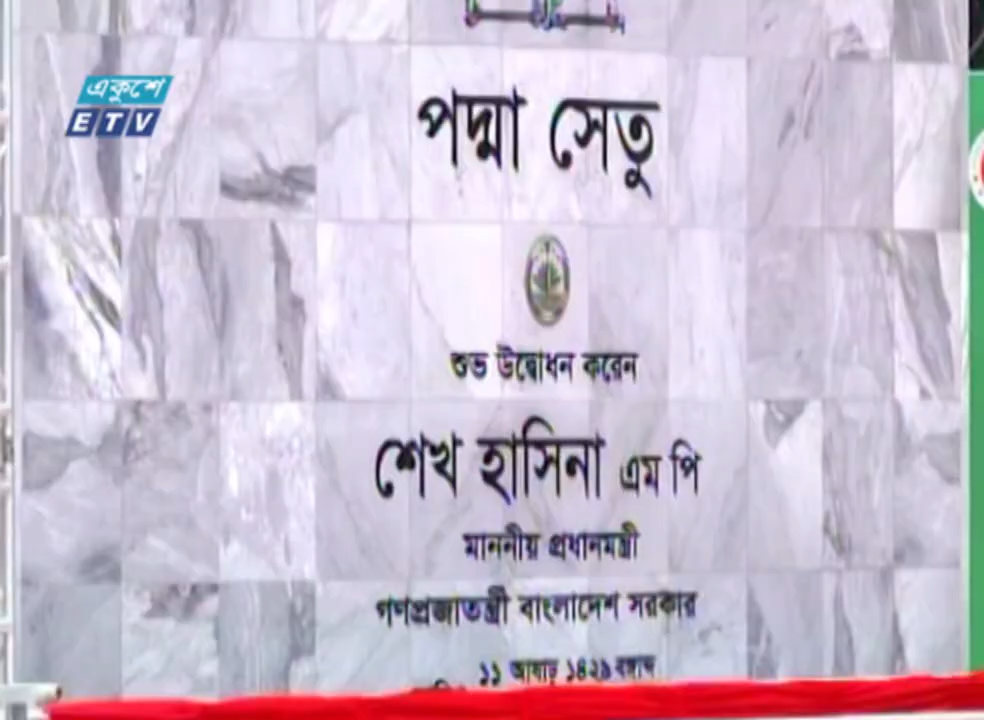 একুশে
ETV
পদ্মা সেতু
শুভ উদ্বোধন করেন
শেখ হাসিনা এম পি
মাননীয় প্রধানমন্ত্রী
গণপ্রজাতন্ত্রী বাংলাদেশ সরকার
১১ আষাঢ় ১৪২৯ বঙ্গাব্দ